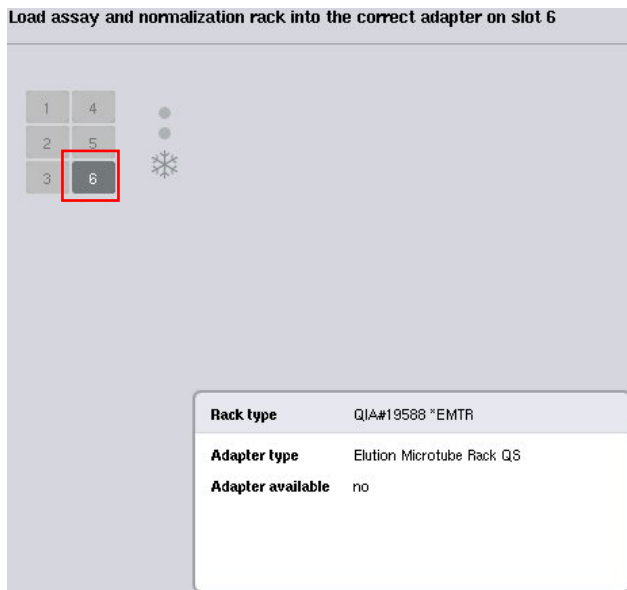 Load assay and normalization rack into the correct adapter on slot 6
1 4
2 5
3 6
Rack type QIA#19588 *EMTR
Adapter type Elution Microtube Rack QS
Adapter available no